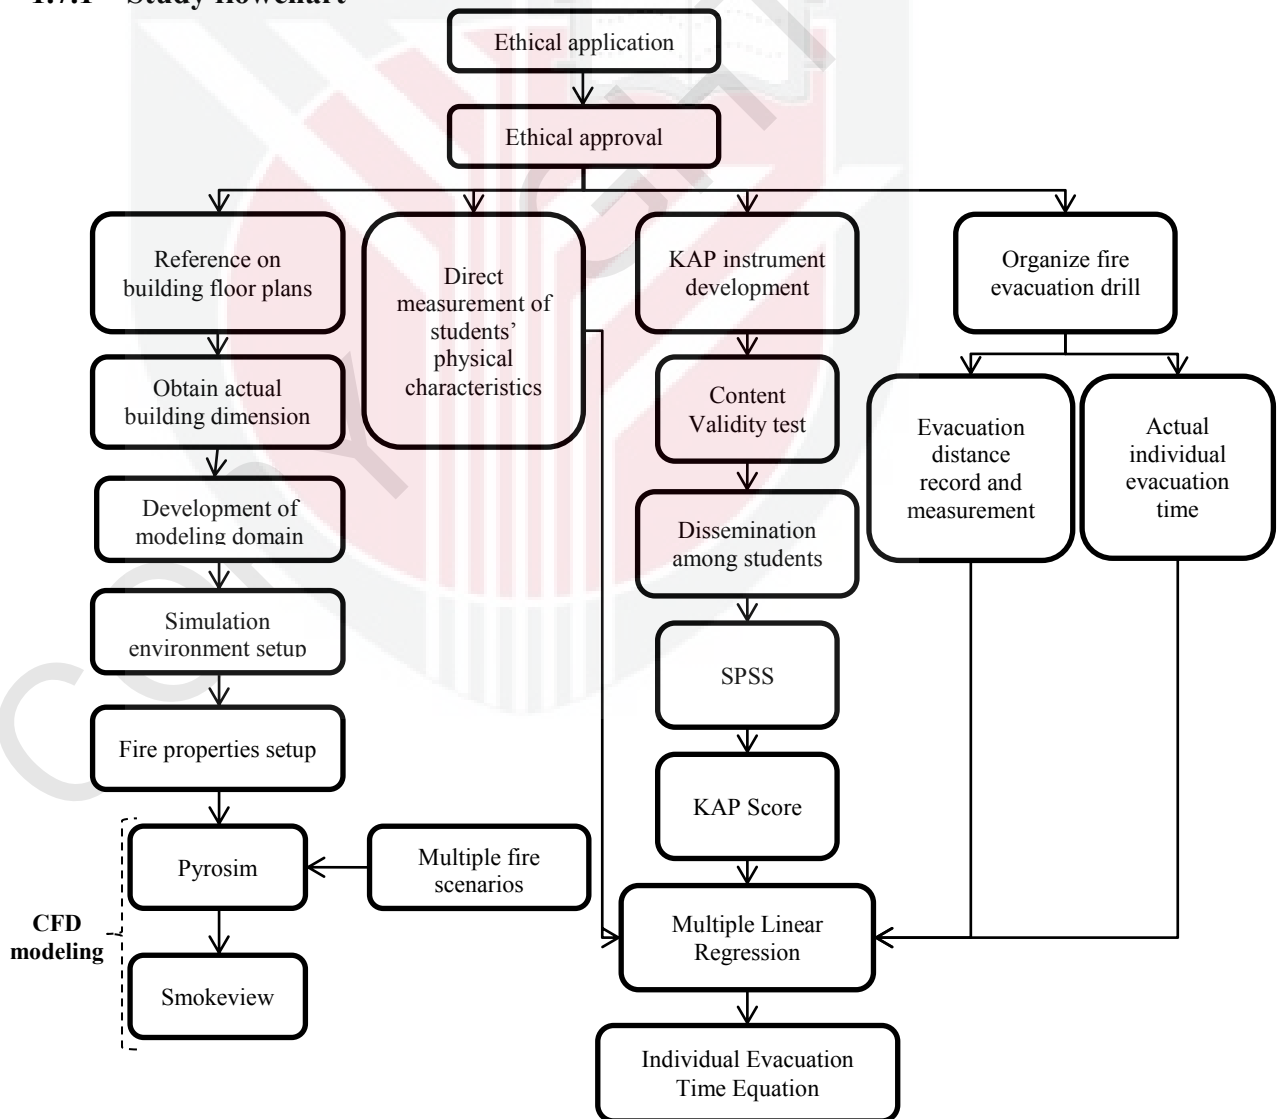 1.7.1 Study flowchart
Ethical application
Ethical approval
Reference on
building floor plans
Direct
measurement of
students’
physical
characteristics
KAP instrument
development
Organize fire
evacuation drill
Obtain actual
building dimension
Content
Validity test
Evacuation
distance
record and
measurement
Actual
individual
evacuation
time
Development of
modeling domain
Dissemination
among students
Simulation
environment setup
SPSS
Fire properties setup
KAP Score
Pyrosim
Multiple fire
scenarios
CFD
modeling
Smokeview
Multiple Linear
Regression
Individual Evacuation
Time Equation